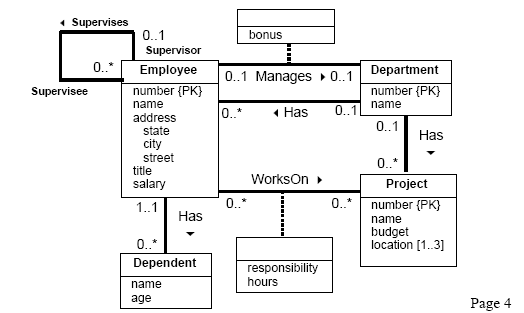 ◂ Supervises
0..1
Supervisor
0..*
Supervisee
bonus
Employee
number {PK}
name
address
state
city
street
title
salary
0..1 Manages ▸ 0..1
0..* ◂ Has 0..1
Department
number {PK}
name
0..1
Has
▾
0..*
WorksOn ▸
0..* 0..*
Project
number {PK}
name
budget
location [1..3]
responsibility
hours
1..1
Has
▾
0..*
Dependent
name
age
Page 4